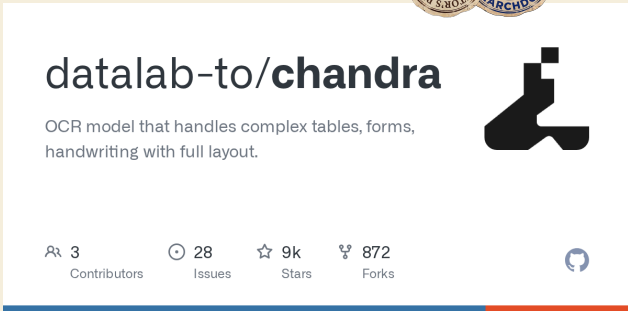 datalab-to/chandra
OCR model that handles complex tables, forms,
handwriting with full layout.
3
Contributors
28
Issues
9k
Stars
872
Forks